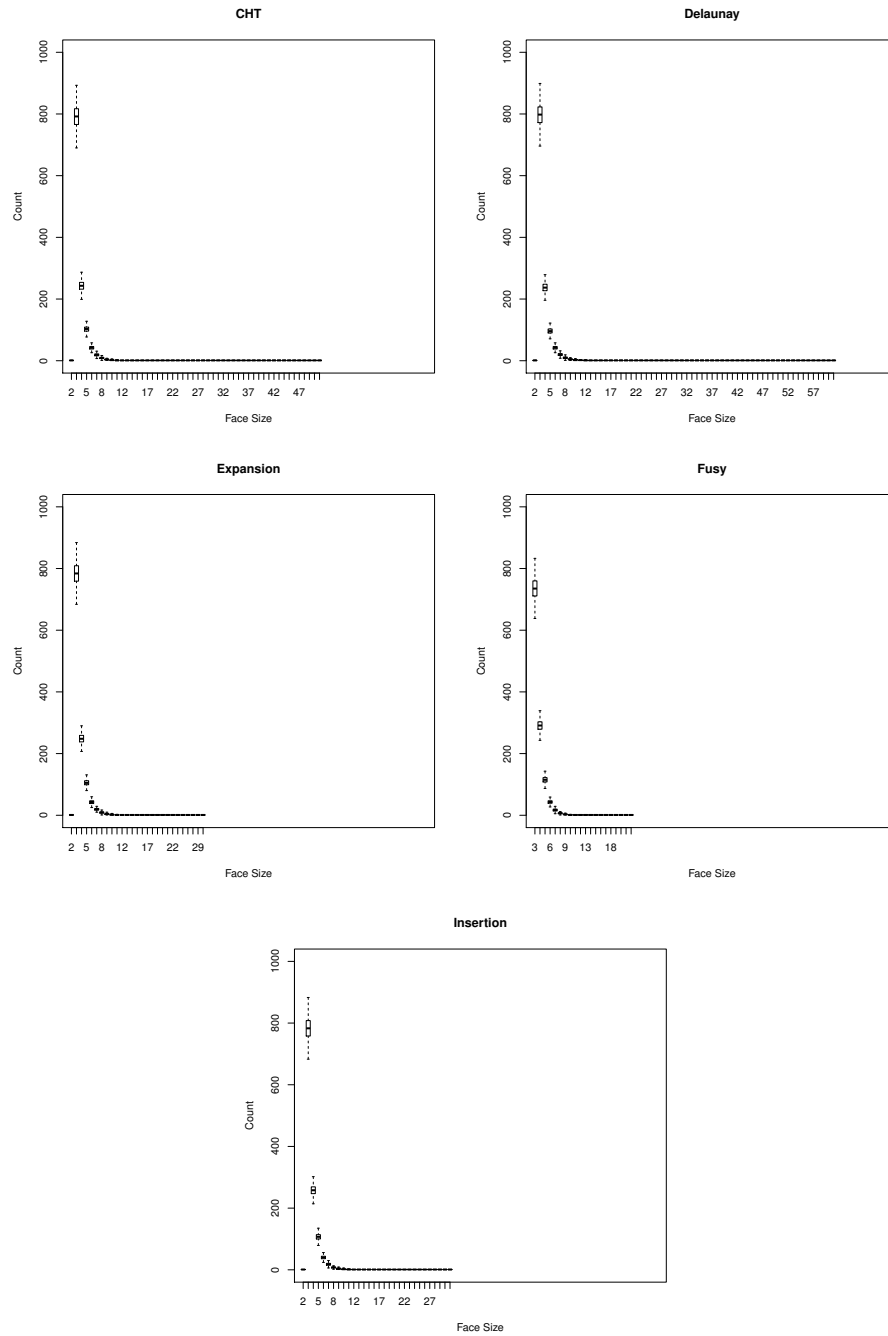 CHT
Count
0 200 400 600 800 1000
2 5 8 12 17 22 27 32 37 42 47
Face Size
Delaunay
Count
0 200 400 600 800 1000
2 5 8 12 17 22 27 32 37 42 47 52 57
Face Size
Expansion
Count
0 200 400 600 800 1000
2 5 8 12 17 22 29
Face Size
Fusy
Count
0 200 400 600 800 1000
3 6 9 13 18
Face Size
Insertion
Count
0 200 400 600 800 1000
2 5 8 12 17 22 27
Face Size